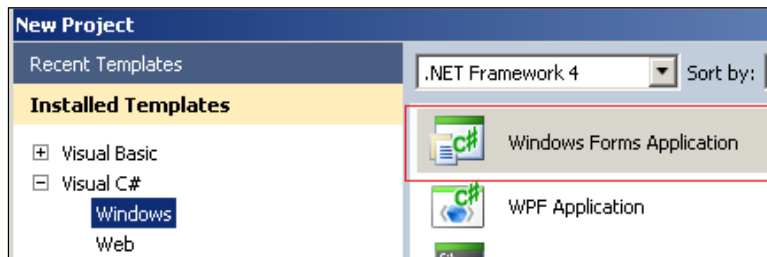 New Project
Recent Templates
Installed Templates
Visual Basic
Visual C#
Windows
Web
.NET Framework 4 Sort by:
C# Windows Forms Application
C# WPF Application